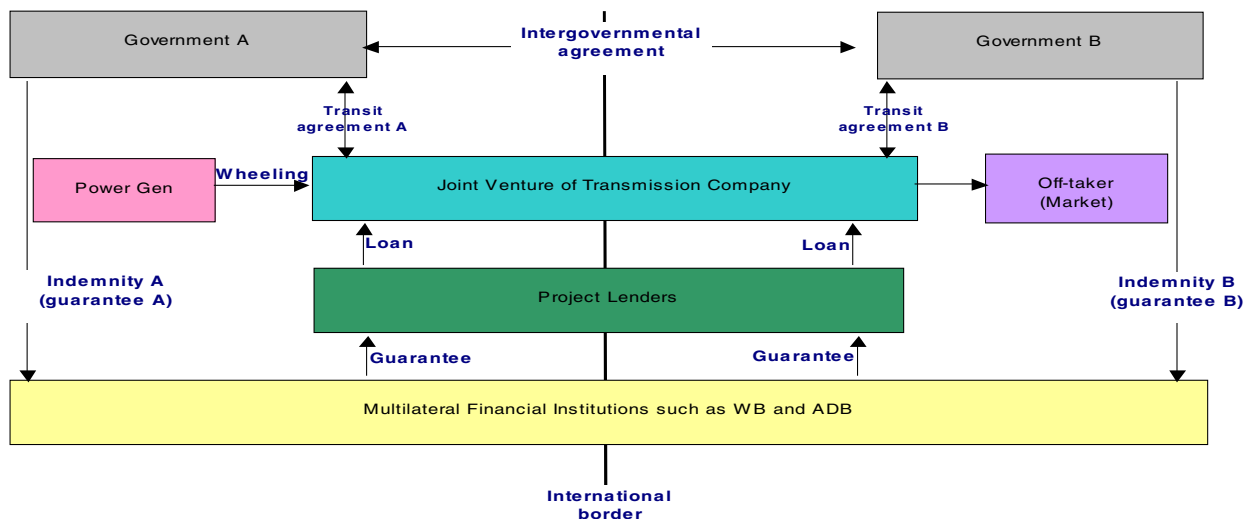 Government A
Intergovernmental
agreement
Government B
Transit
agreement A
Transit
agreement B
Power Gen
Wheeling
Joint Venture of Transmission Company
Off-taker
(Market)
Loan
Loan
Indemnity A
(guarantee A)
Project Lenders
Indemnity B
(guarantee B)
Guarantee
Guarantee
Multilateral Financial Institutions such as WB and ADB
International
border